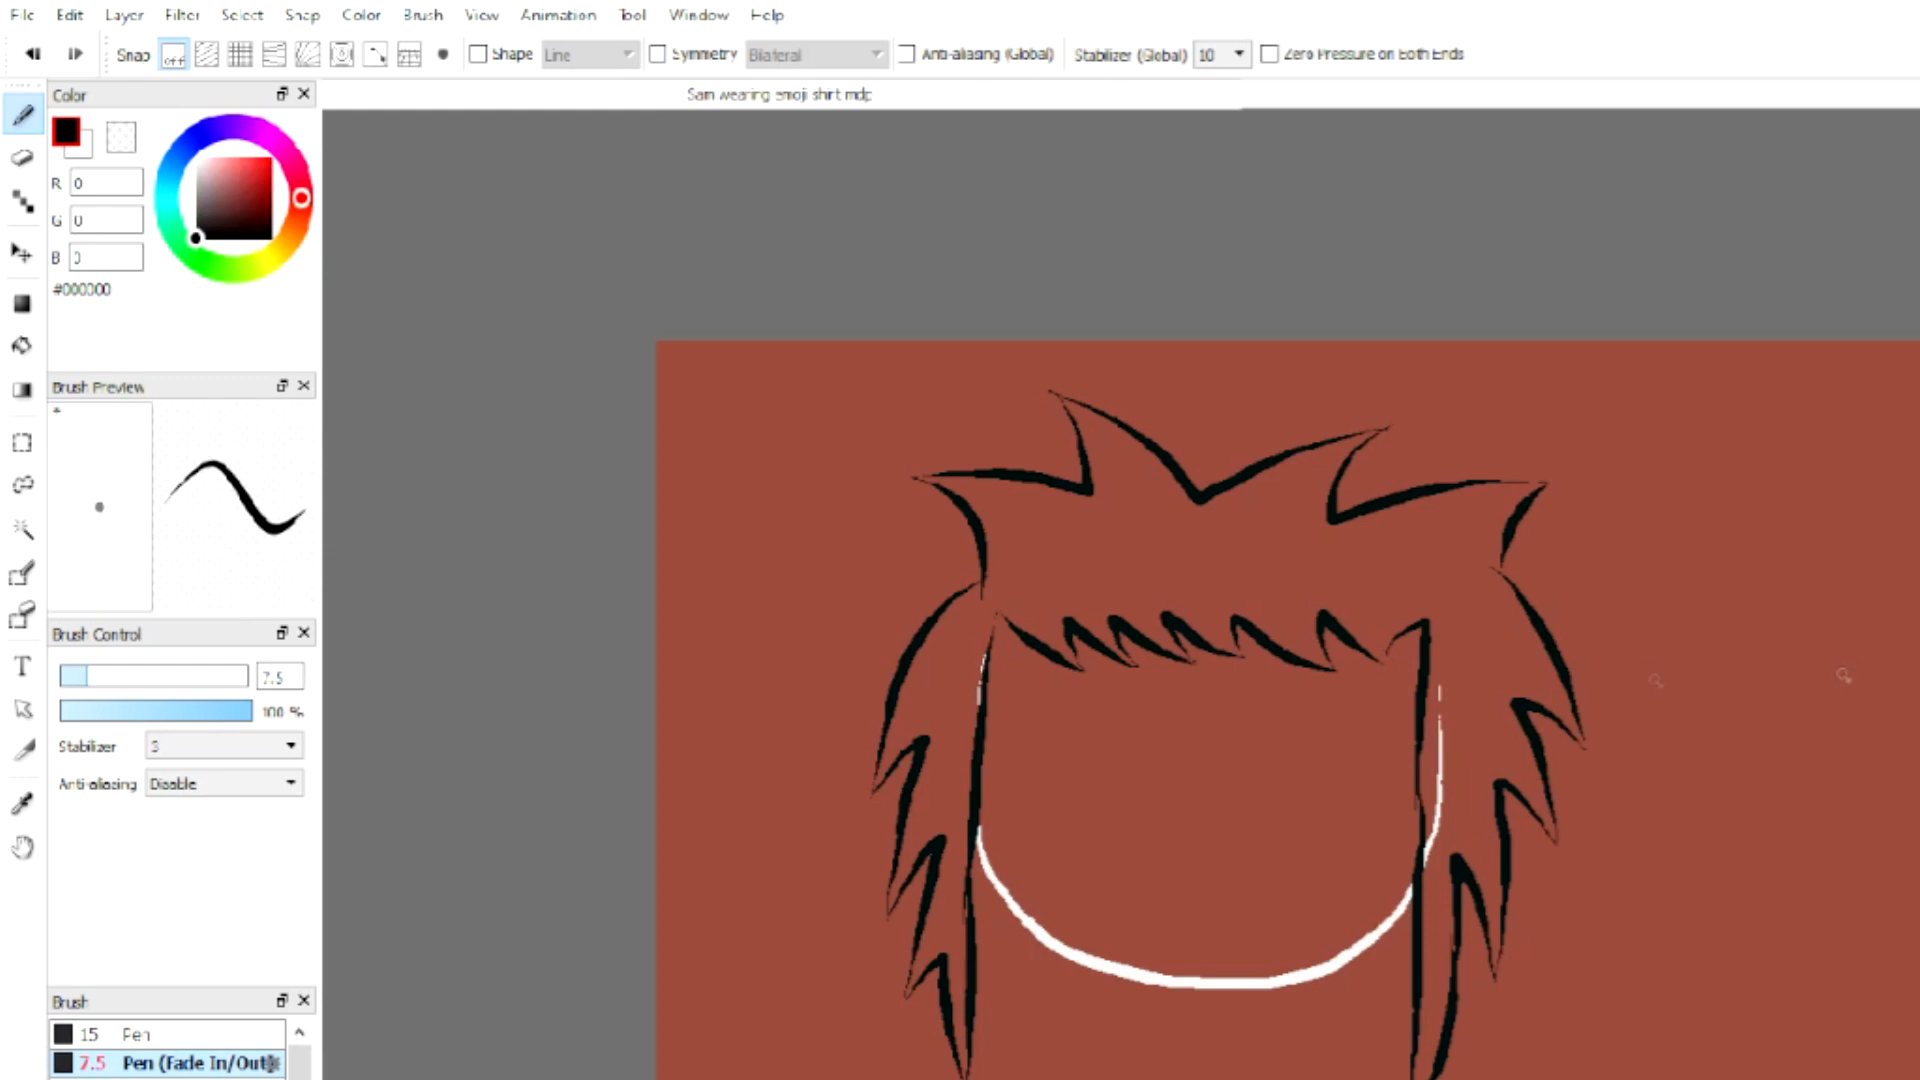 File Edit Layer Filter Select Snap Color Brush View Animation Tool Window Help
Snap off Shape Line Symmetry Bilateral Anti-aliasing (Global) Stabilizer (Global) 10 Zero Pressure on Both Ends
Color
Sam wearing emoji shirt.mdp
R 0
G 0
B 0
#000000
Brush Preview
Brush Control
7.5
100 %
Stabilizer 3
Anti-aliasing Disable
Brush
15 Pen
7.5 Pen (Fade In/Out)
T